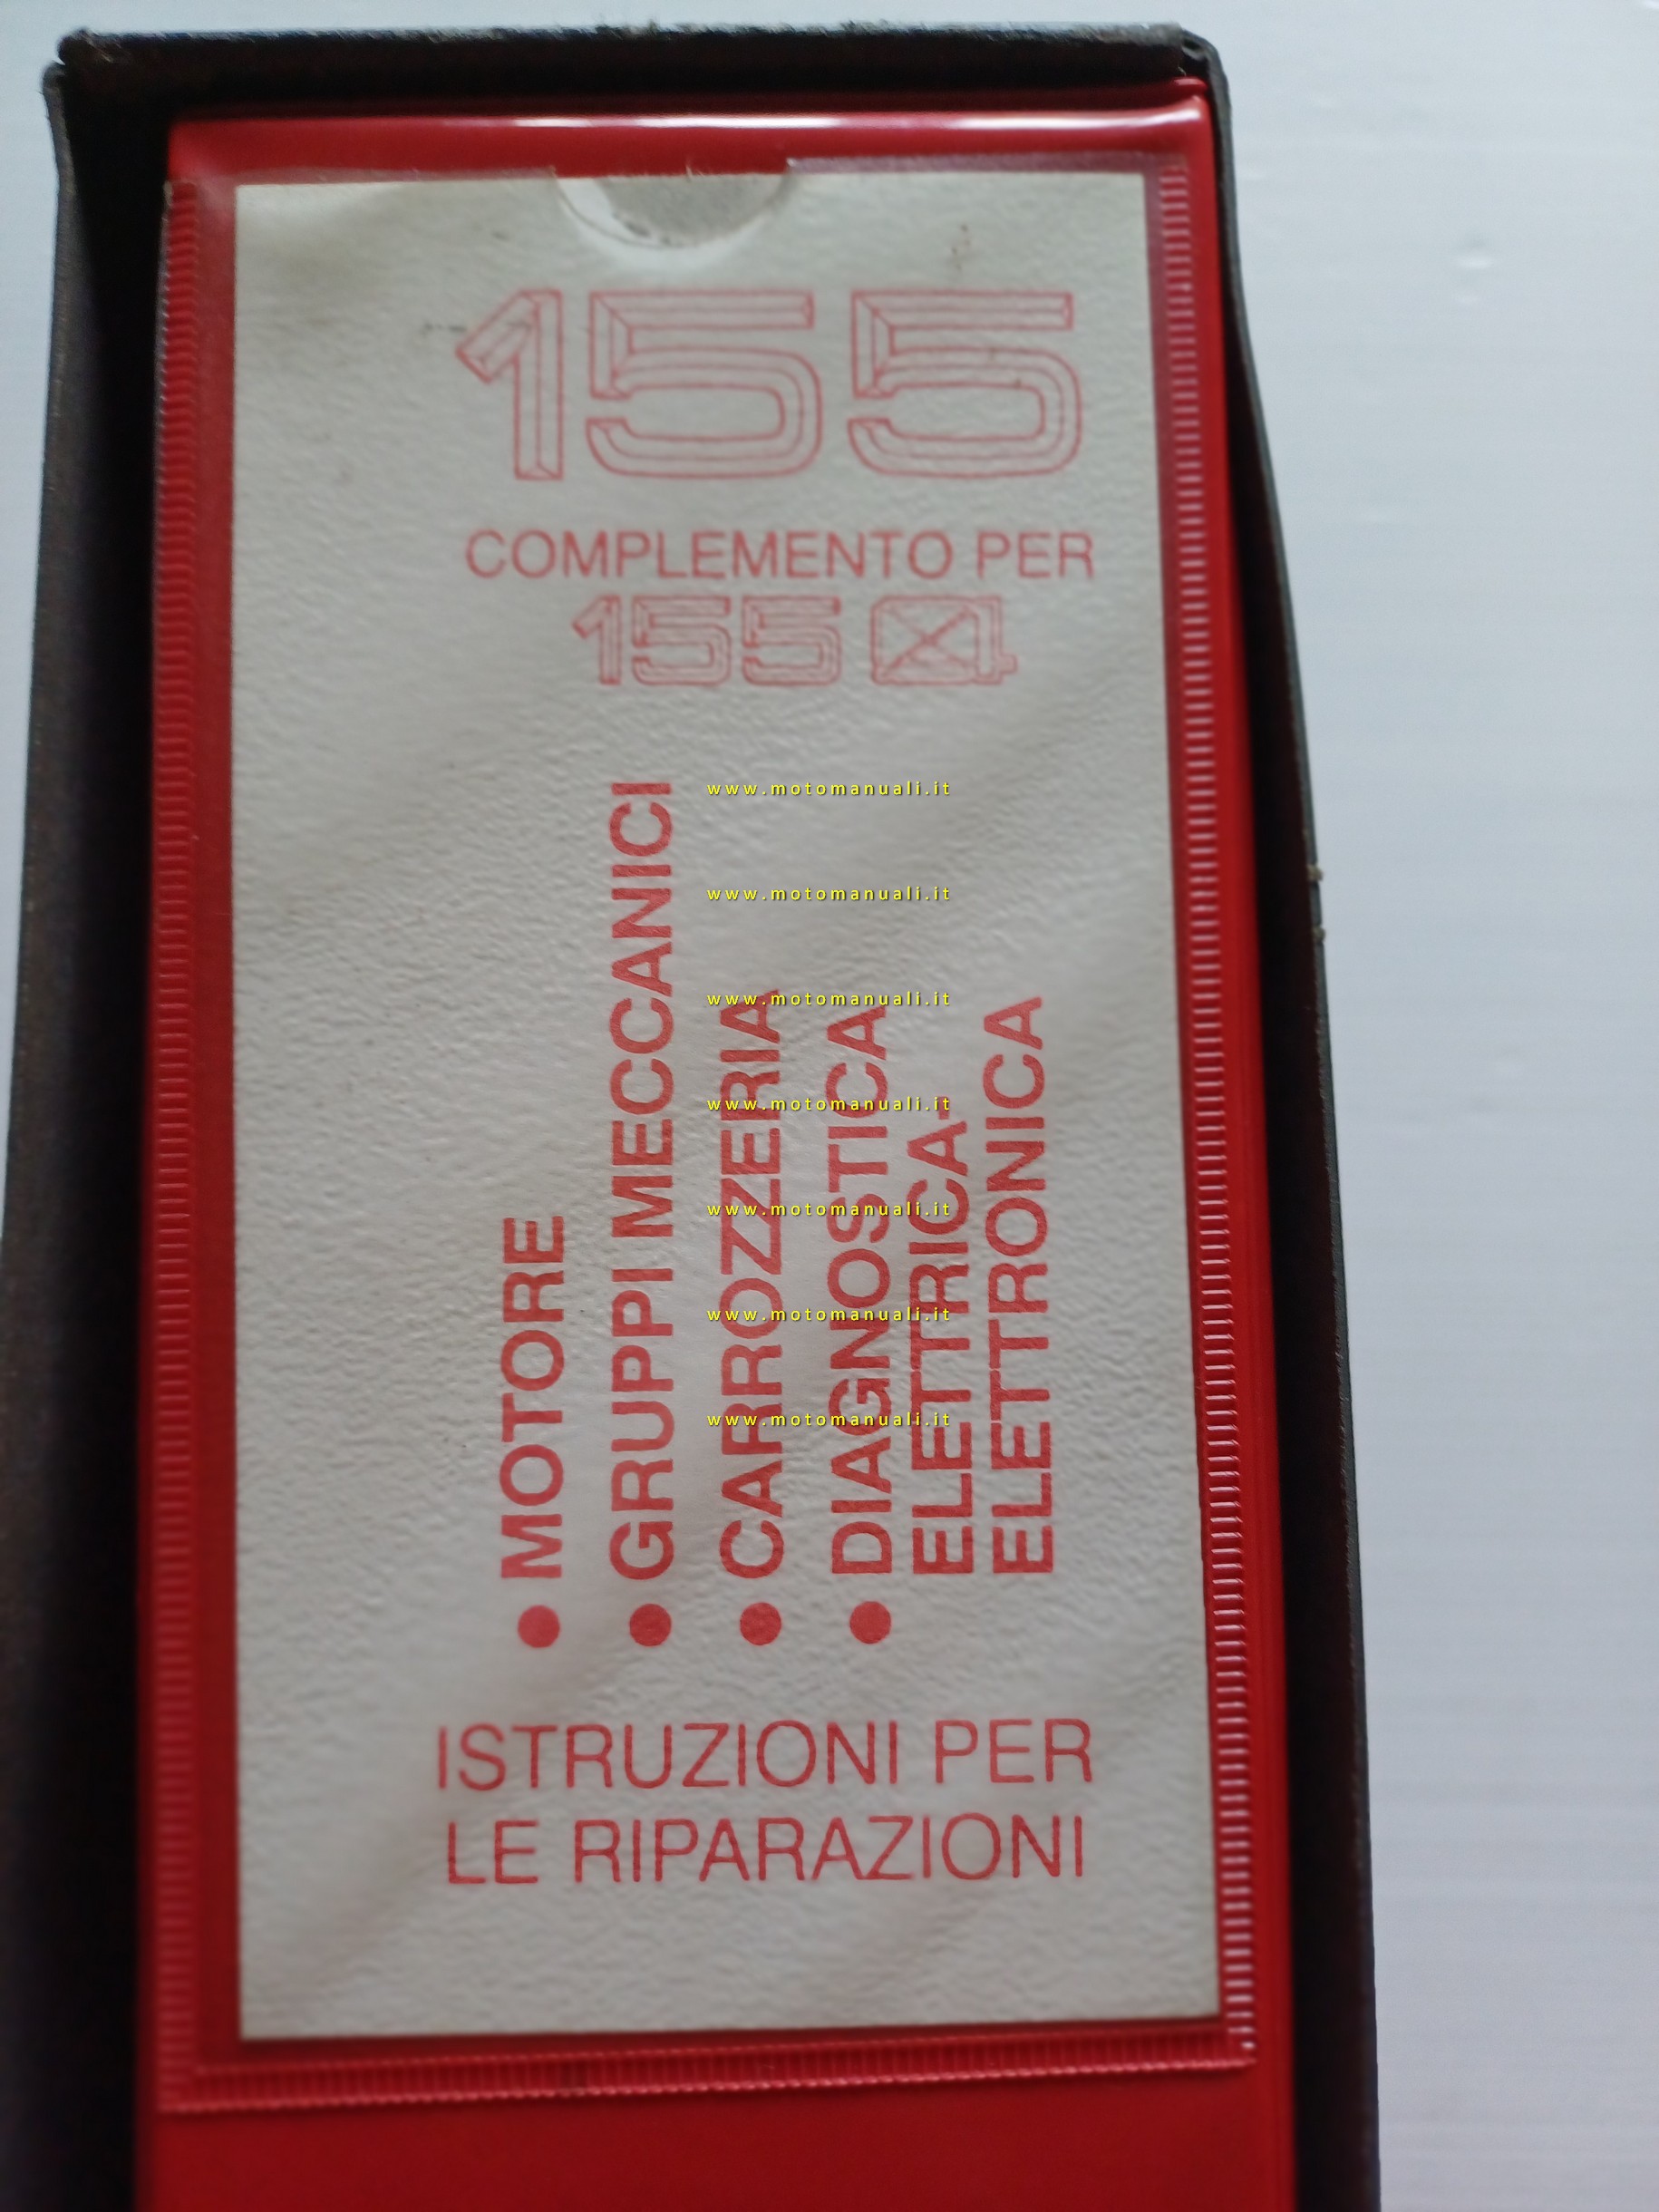 155
COMPLEMENTO PER
155
• MOTORE
• GRUPPI MECCANICI
• CARROZZERIA
• DIAGNOSTICA
ELETTRICA-
ELETTRONICA
ISTRUZIONI PER
LE RIPARAZIONI
www.motomanuali.it
www.motomanuali.it
www.motomanuali.it
www.motomanuali.it
www.motomanuali.it
www.motomanuali.it
www.motomanuali.it